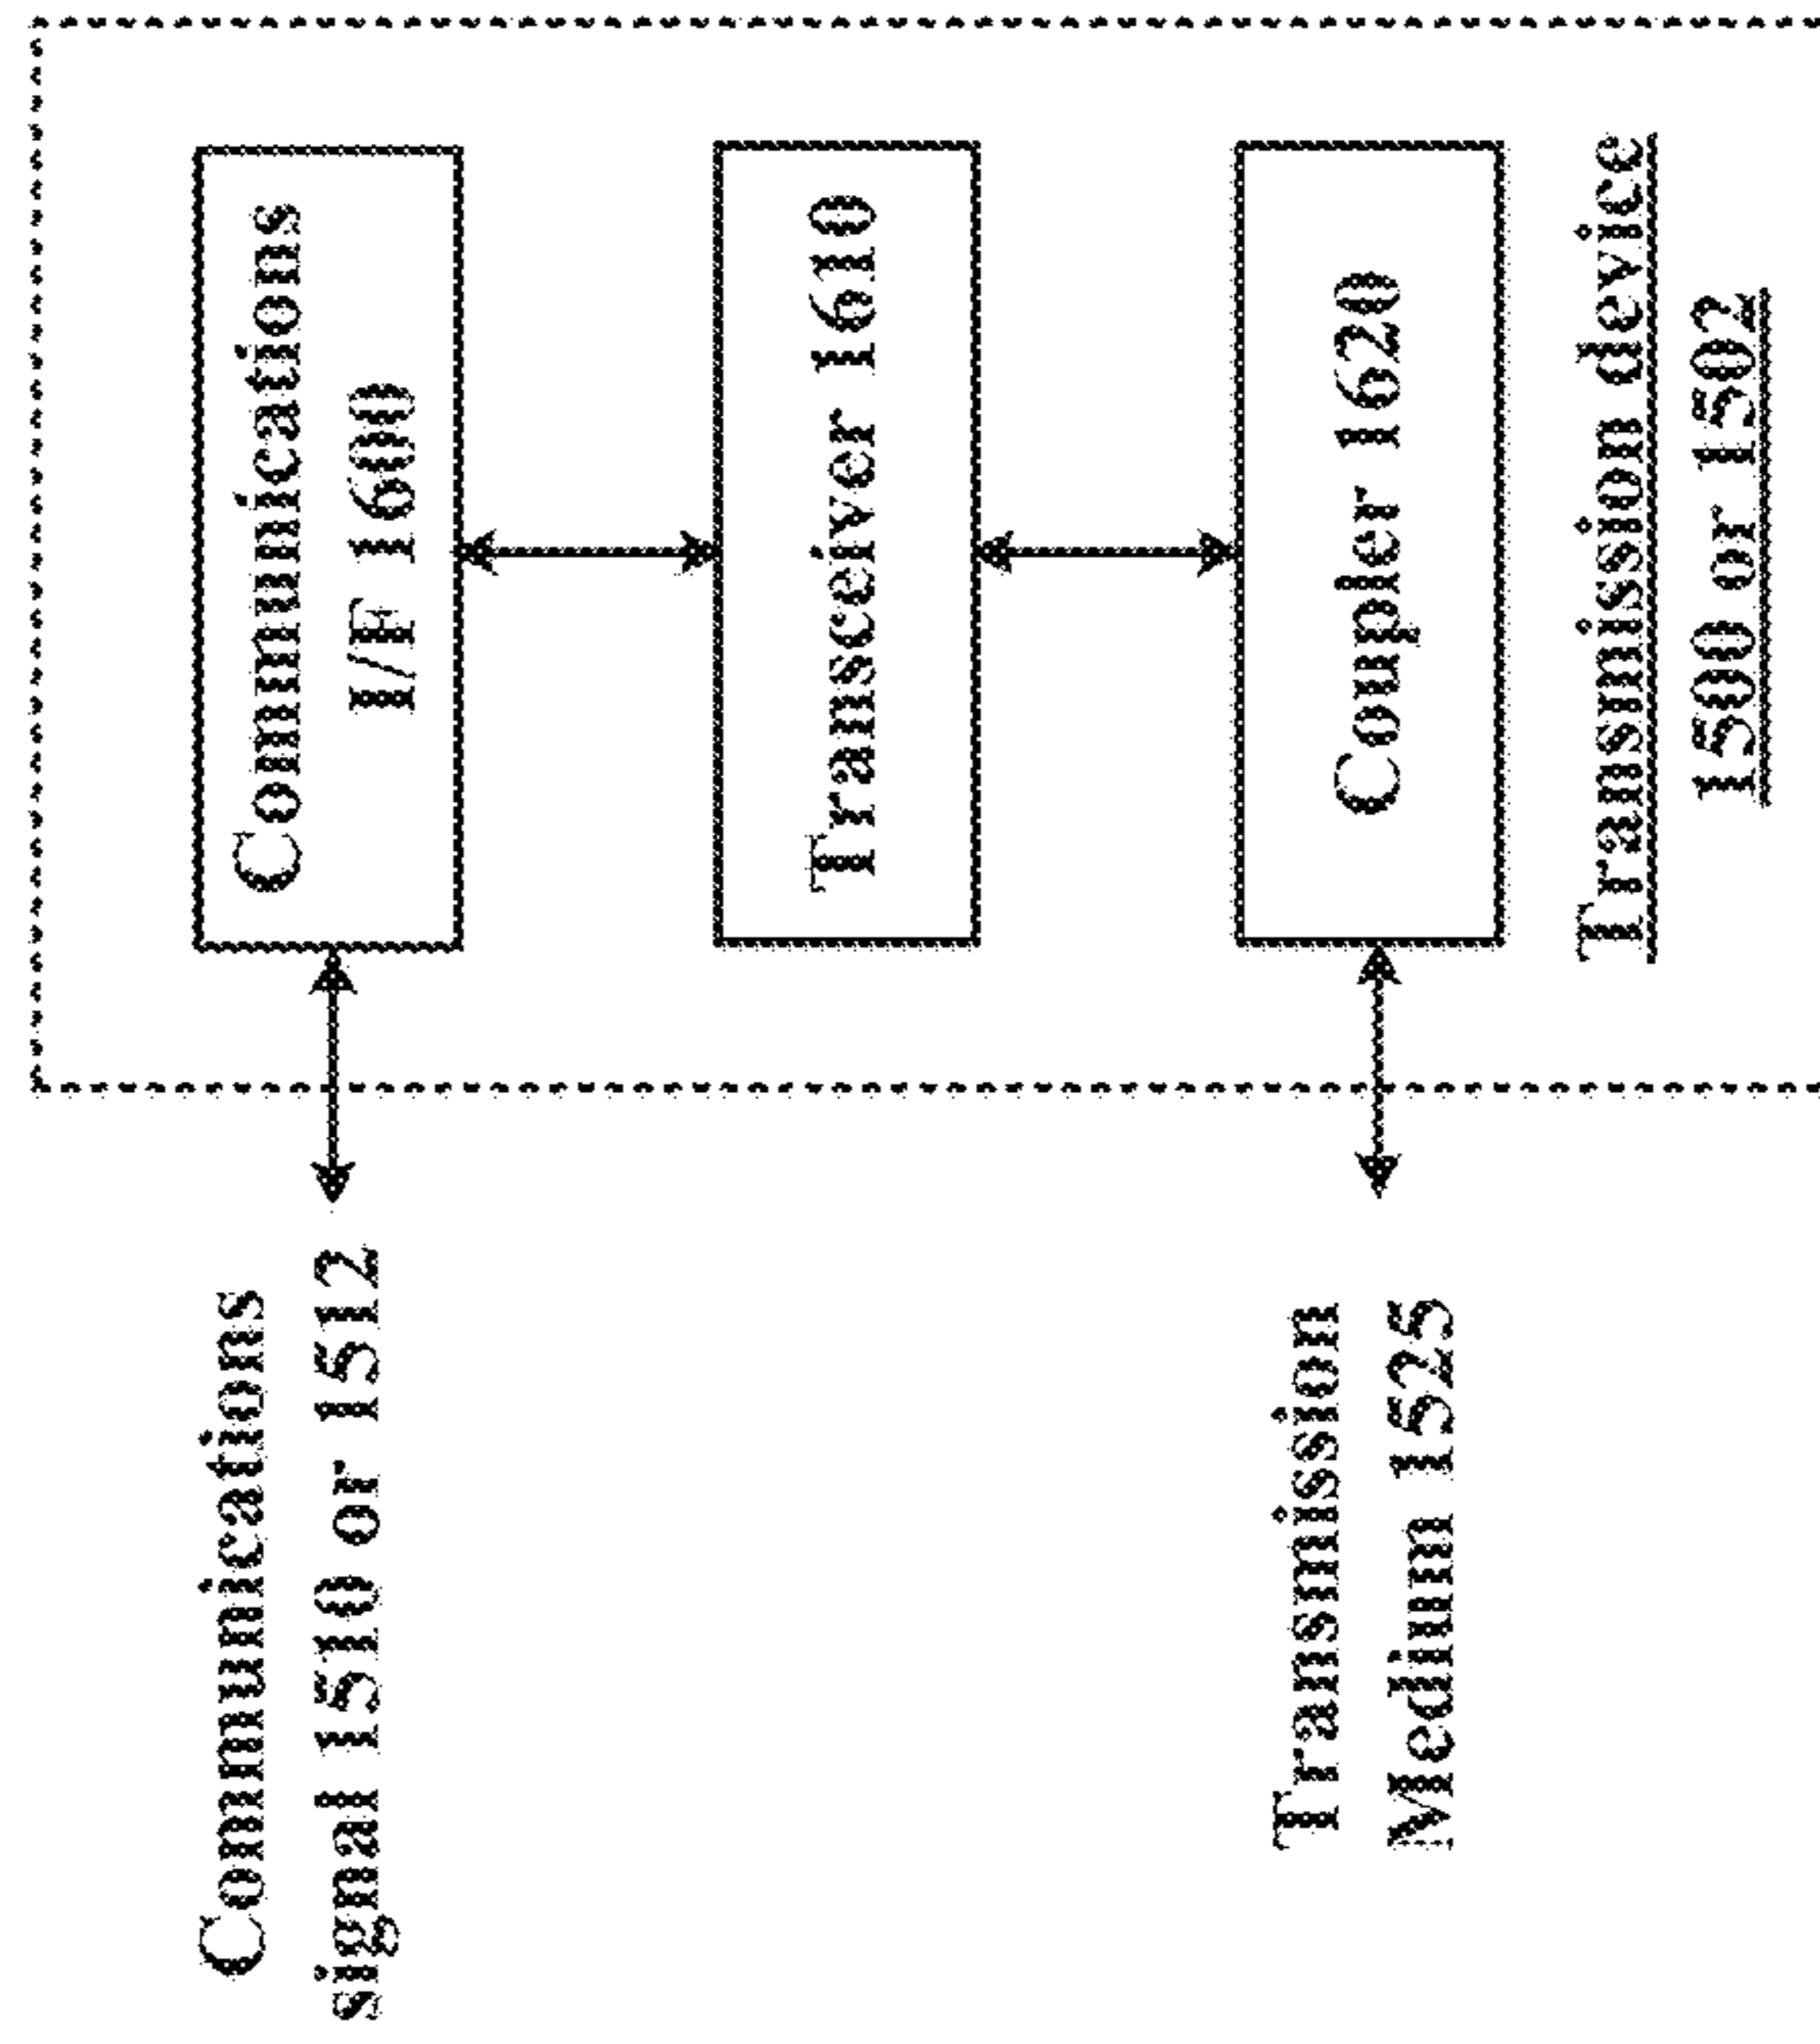 Communications
signal 1510 or 1512
Communications
I/F 1600
Transceiver 1610
Transmission
Medium 1525
Coupler 1620
Transmission device
1500 or 1502